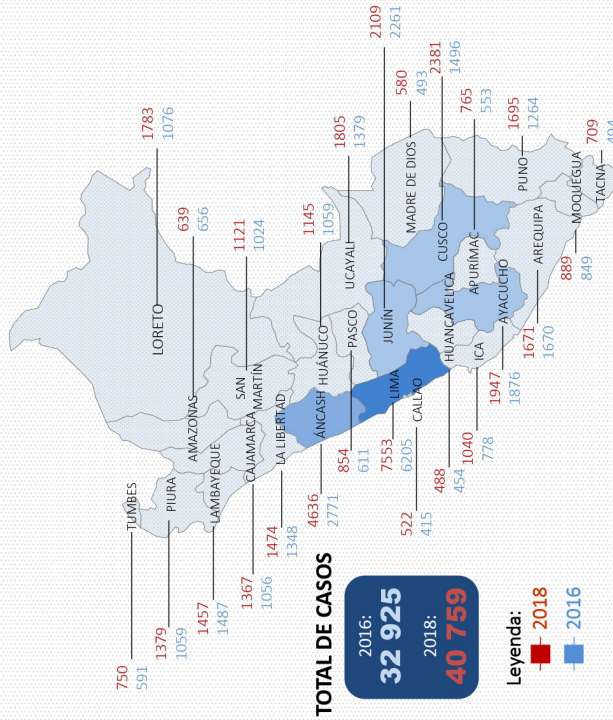 TUMBES
750
591
PIURA
1379
1059
LAMBAYEQUE
1457
1487
CAJAMARCA
1367
1056
LA LIBERTAD
1474
1348
ÁNCASH
4636
2771
PASCO
854
611
LIMA
7553
6205
CALLAO
522
415
HUANCAVELICA
488
454
ICA
1040
778
AYACUCHO
1947
1876
AREQUIPA
1671
1670
MOQUEGUA
889
849
TACNA
709
494
PUNO
1695
1264
APURÍMAC
765
553
CUSCO
2381
1496
MADRE DE DIOS
580
493
JUNÍN
2109
2261
UCAYALI
1805
1379
HUÁNUCO
1145
1059
SAN
MARTÍN
1121
1024
AMAZONAS
639
656
LORETO
1783
1076
TOTAL DE CASOS
2016:
32 925
2018:
40 759
Leyenda:
2018
2016